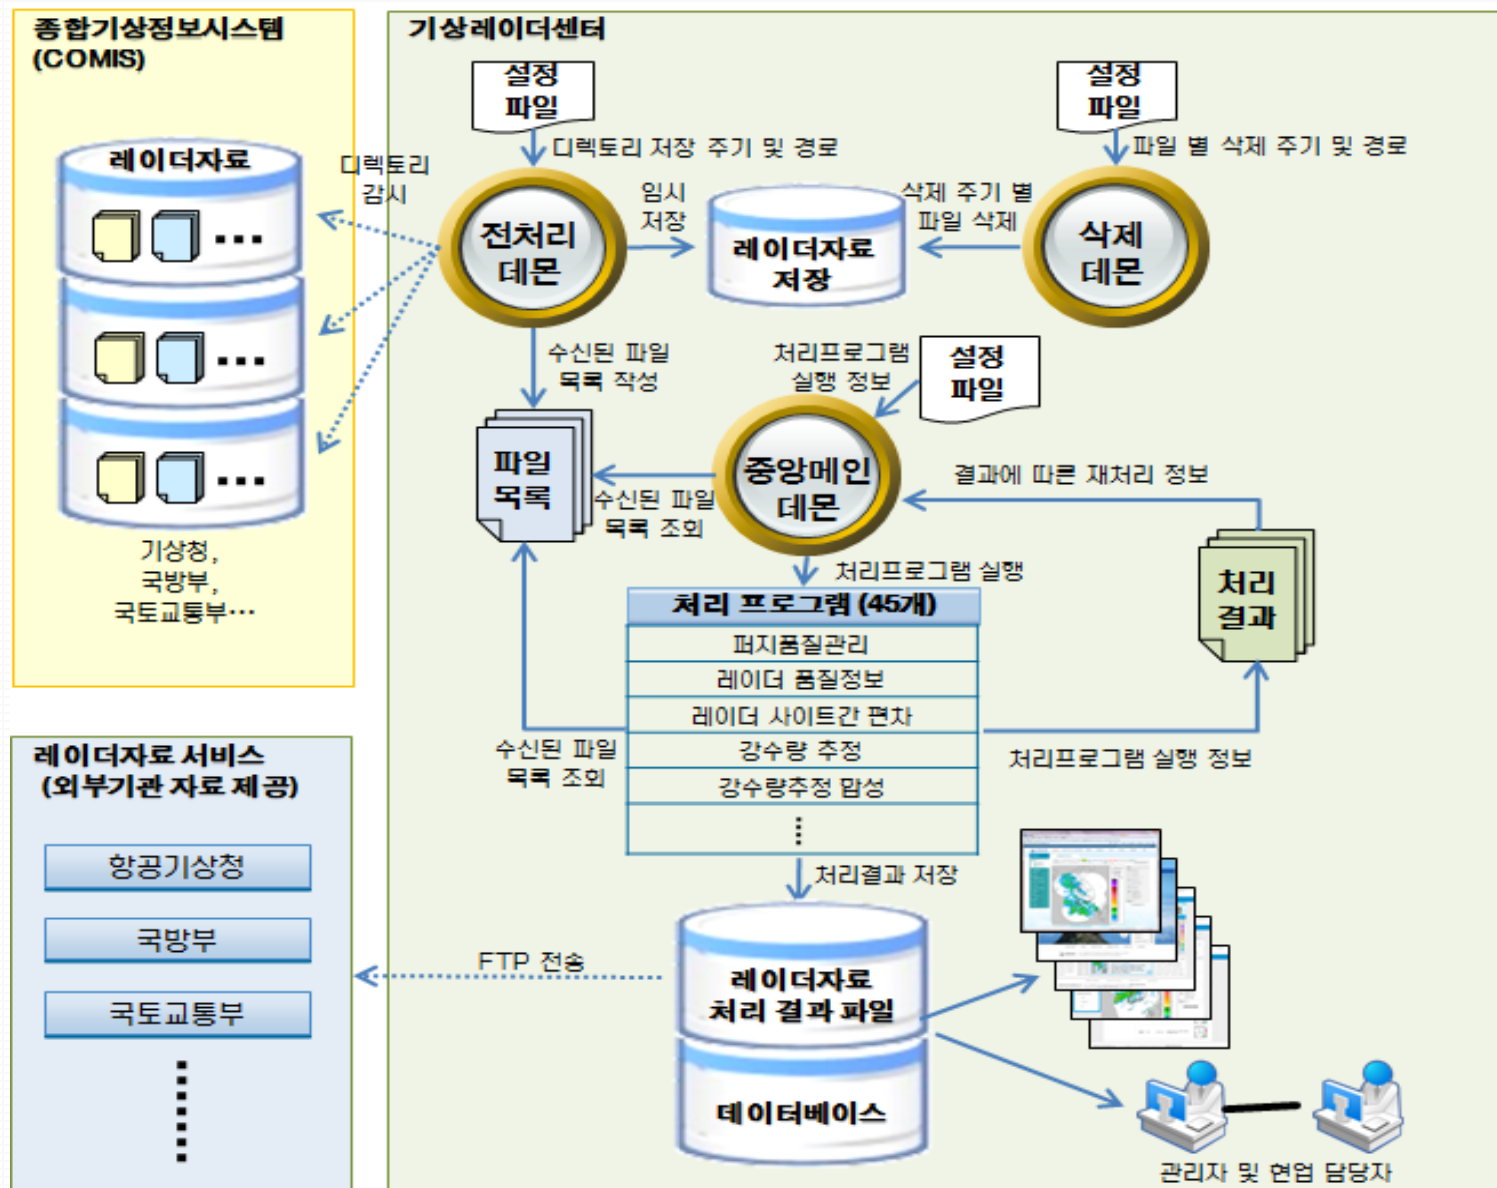 종합기상정보시스템
(COMIS)
레이더자료
기상청,
국방부,
국토교통부…
디렉토리
감시
기상레이더센터
설정
파일
디렉토리 저장 주기 및 경로
전처리
데몬
임시
저장
레이더자료
저장
삭제 주기 별
파일 삭제
설정
파일
파일 별 삭제 주기 및 경로
삭제
데몬
수신된 파일
목록 작성
처리프로그램
실행 정보
설정
파일
파일
목록
수신된 파일
목록 조회
중앙메인
데몬
결과에 따른 재처리 정보
처리프로그램 실행
처리
결과
처리 프로그램 (45개)
퍼지품질관리
레이더 품질정보
레이더 사이트간 편차
강수량 추정
강수량추정 합성
수신된 파일
목록 조회
처리프로그램 실행 정보
처리결과 저장
레이더자료
처리 결과 파일
데이터베이스
FTP 전송
관리자 및 현업 담당자
레이더자료 서비스
(외부기관 자료 제공)
항공기상청
국방부
국토교통부